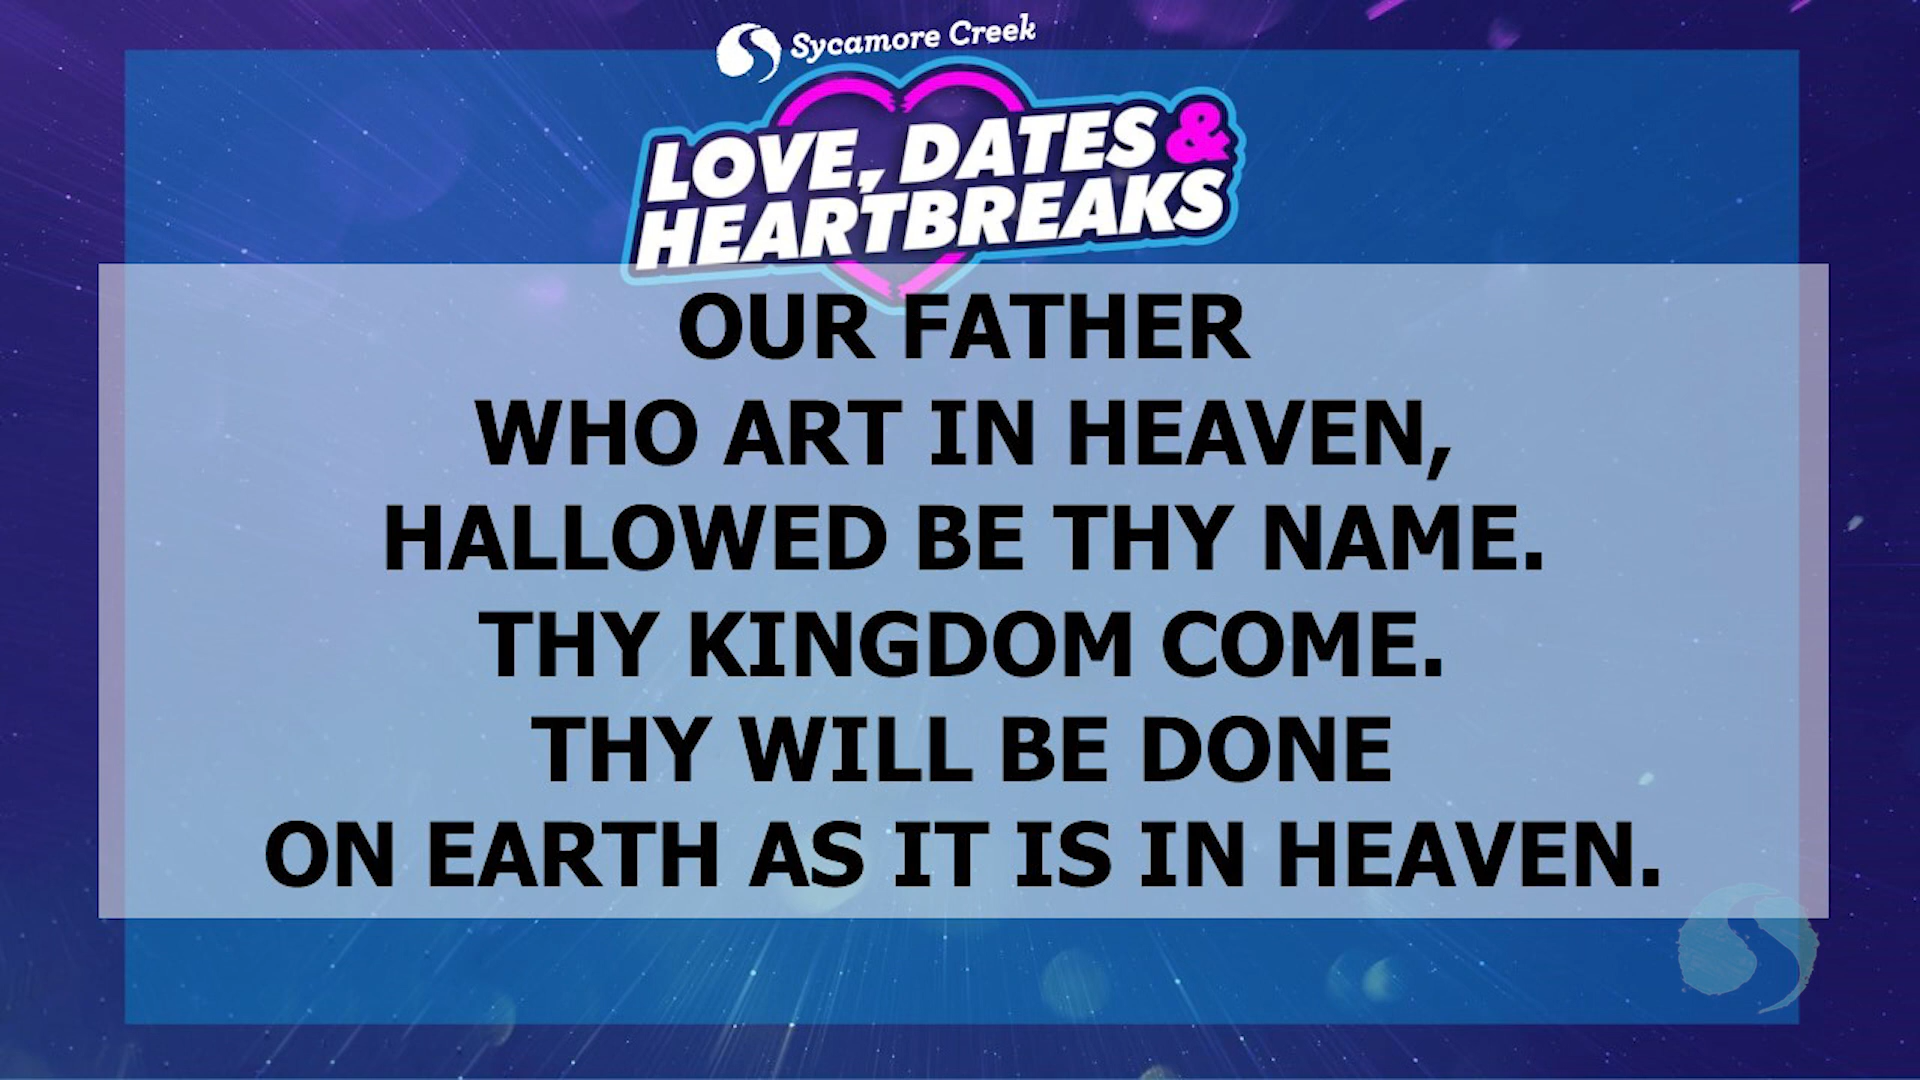 Sycamore Creek
LOVE, DATES &
HEARTBREAKS
OUR FATHER
WHO ART IN HEAVEN,
HALLOWED BE THY NAME.
THY KINGDOM COME.
THY WILL BE DONE
ON EARTH AS IT IS IN HEAVEN.